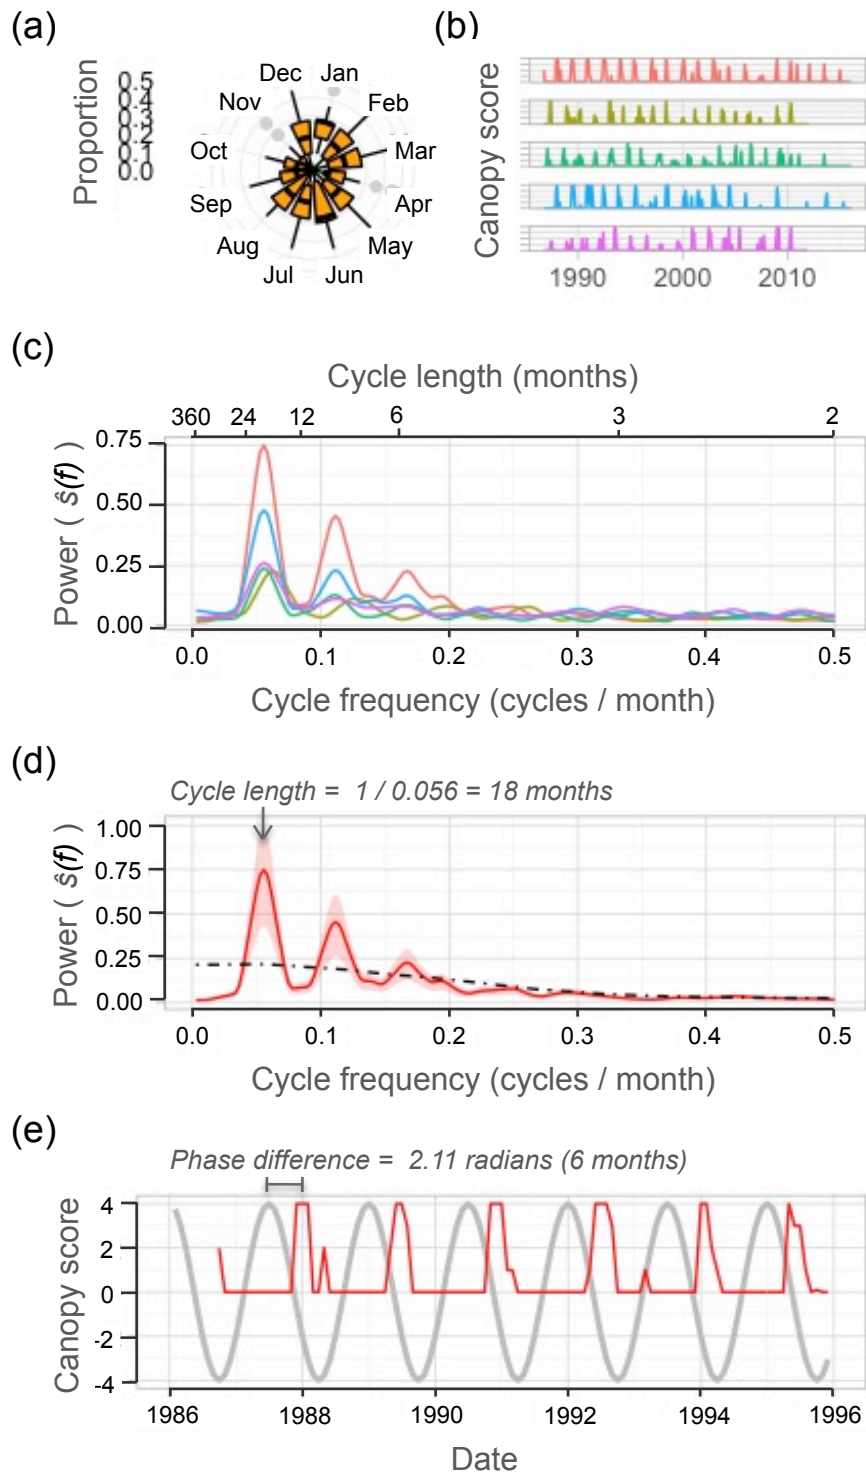 (a)
Proportion
0.5
0.4
0.3
0.2
0.1
0.0
Dec
Jan
Nov
Feb
Oct
Mar
Sep
Apr
Aug
May
Jul
Jun
(b)
Canopy score
1990
2000
2010
(c)
Cycle length (months)
360
24
12
6
3
2
Power ( ŝ(f) )
0.75
0.50
0.25
0.00
0.0
0.1
0.2
0.3
0.4
0.5
Cycle frequency (cycles / month)
(d)
Cycle length = 1 / 0.056 = 18 months
Power ( ŝ(f) )
1.00
0.75
0.50
0.25
0.00
0.0
0.1
0.2
0.3
0.4
0.5
Cycle frequency (cycles / month)
(e)
Phase difference = 2.11 radians (6 months)
Canopy score
4
2
0
-2
-4
1986
1988
1990
1992
1994
1996
Date